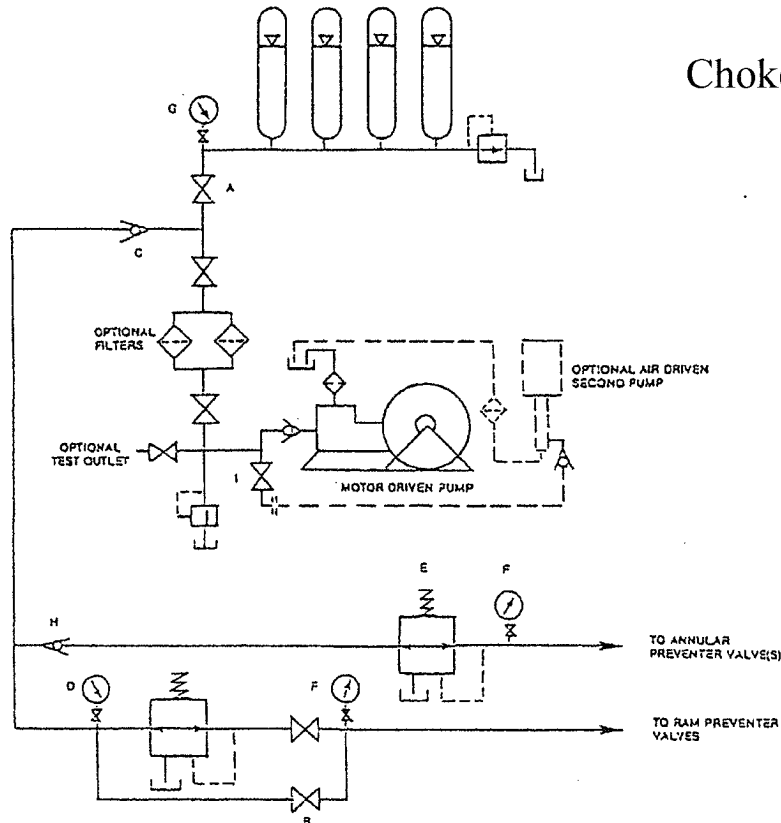 Chok
G
A
C
OPTIONAL
FILTERS
OPTIONAL AIR DRIVEN
SECOND PUMP
OPTIONAL
TEST OUTLET
I
MOTOR DRIVEN PUMP
E
F
H
TO ANNULAR
PREVENTER VALVE(S)
D
F
TO RAM PREVENTER
VALVES